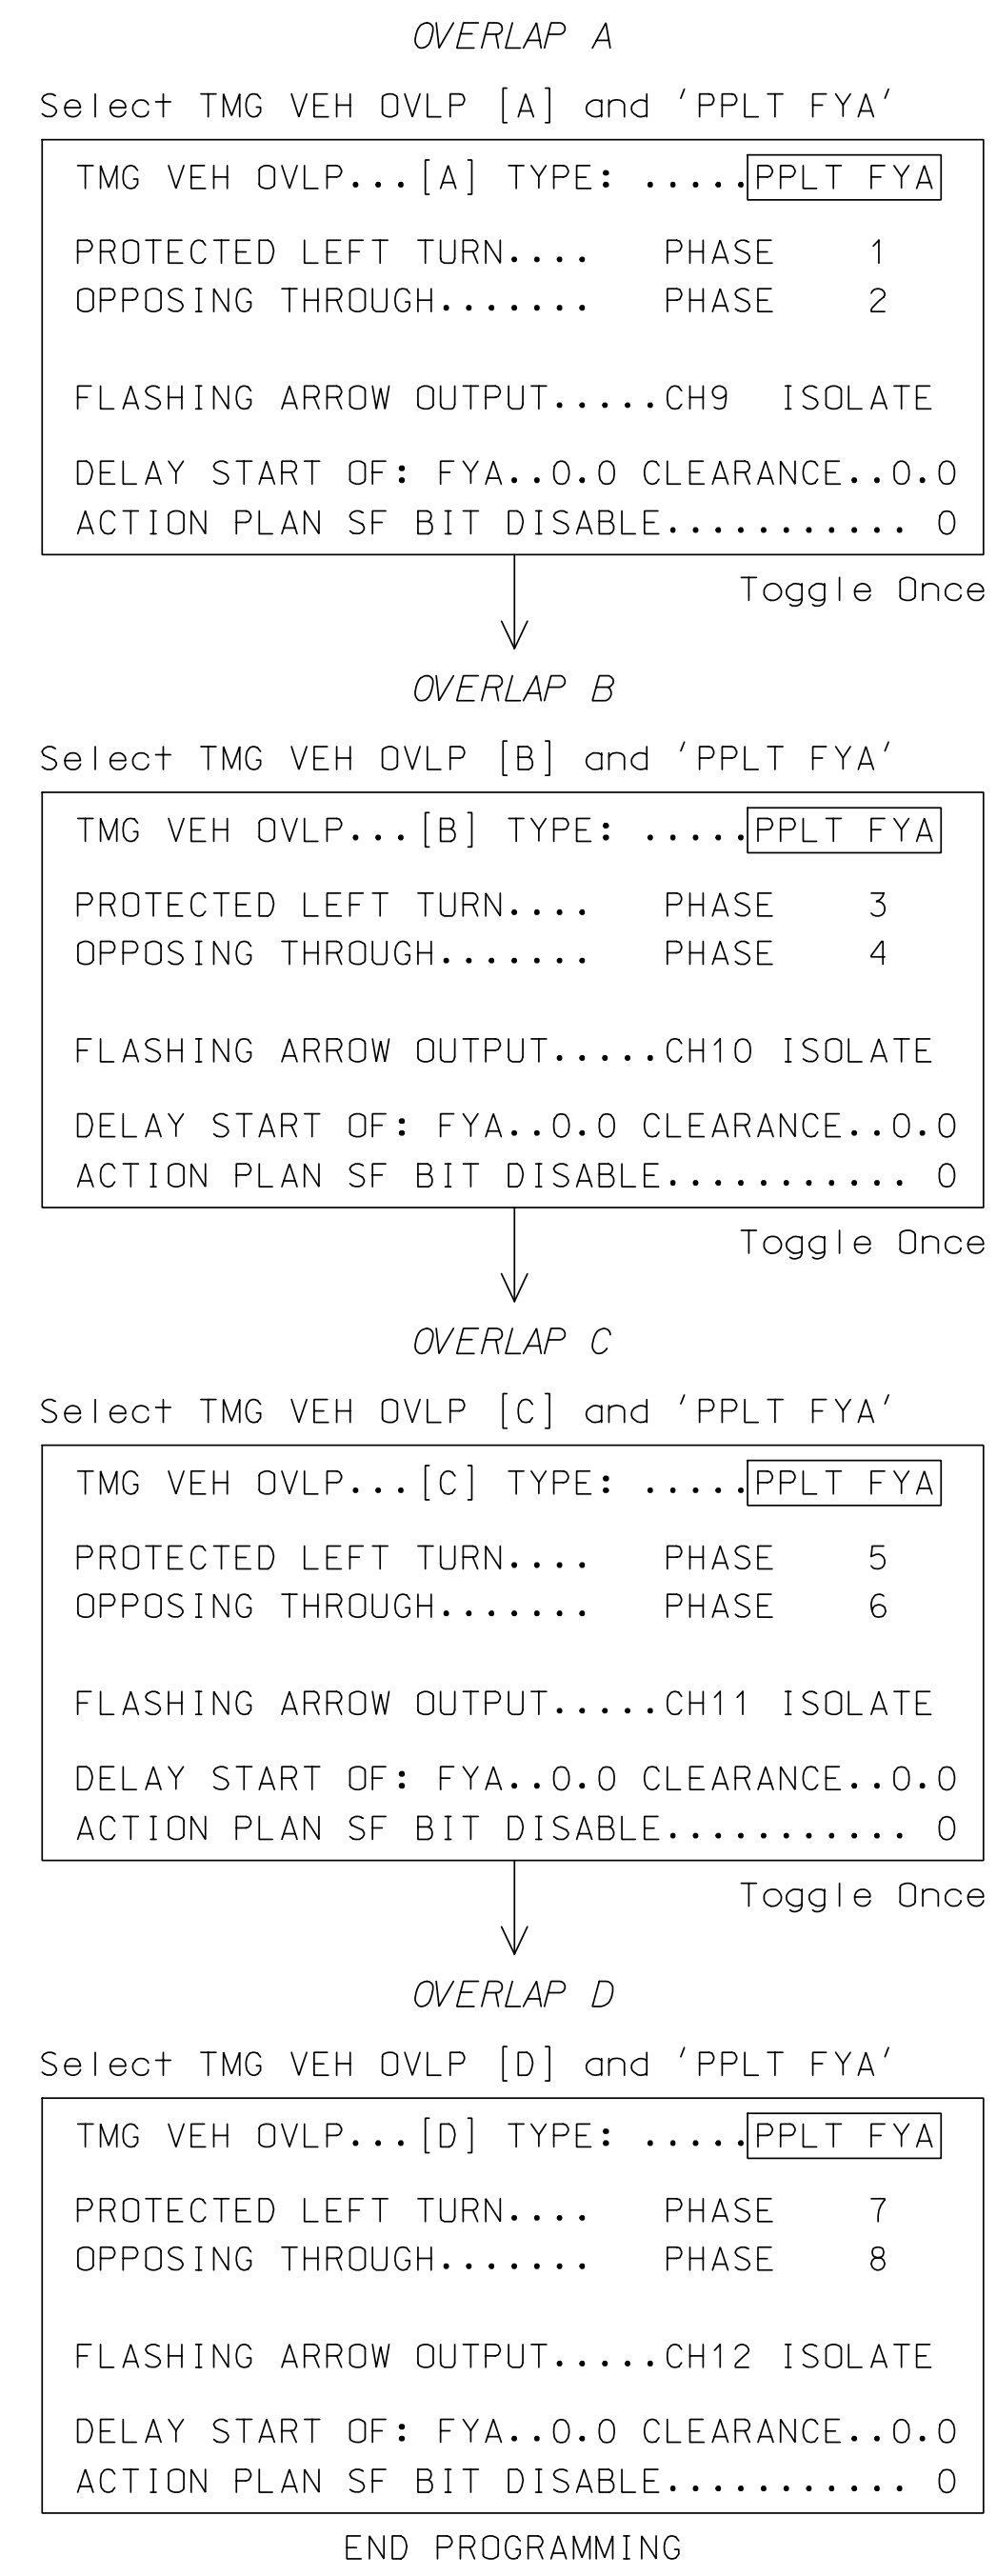 OVERLAP A
Select TMG VEH OVLP [A] and 'PPLT FYA'
TMG VEH OVLP...[A] TYPE: .....PPLT FYA
PROTECTED LEFT TURN.... PHASE 1
OPPOSING THROUGH....... PHASE 2
FLASHING ARROW OUTPUT.....CH9 ISOLATE
DELAY START OF: FYA..0.0 CLEARANCE..0.0
ACTION PLAN SF BIT DISABLE........... 0
Toggle Once
OVERLAP B
Select TMG VEH OVLP [B] and 'PPLT FYA'
TMG VEH OVLP...[B] TYPE: .....PPLT FYA
PROTECTED LEFT TURN.... PHASE 3
OPPOSING THROUGH....... PHASE 4
FLASHING ARROW OUTPUT.....CH10 ISOLATE
DELAY START OF: FYA..0.0 CLEARANCE..0.0
ACTION PLAN SF BIT DISABLE........... 0
Toggle Once
OVERLAP C
Select TMG VEH OVLP [C] and 'PPLT FYA'
TMG VEH OVLP...[C] TYPE: .....PPLT FYA
PROTECTED LEFT TURN.... PHASE 5
OPPOSING THROUGH....... PHASE 6
FLASHING ARROW OUTPUT.....CH11 ISOLATE
DELAY START OF: FYA..0.0 CLEARANCE..0.0
ACTION PLAN SF BIT DISABLE........... 0
Toggle Once
OVERLAP D
Select TMG VEH OVLP [D] and 'PPLT FYA'
TMG VEH OVLP...[D] TYPE: .....PPLT FYA
PROTECTED LEFT TURN.... PHASE 7
OPPOSING THROUGH....... PHASE 8
FLASHING ARROW OUTPUT.....CH12 ISOLATE
DELAY START OF: FYA..0.0 CLEARANCE..0.0
ACTION PLAN SF BIT DISABLE........... 0
END PROGRAMMING